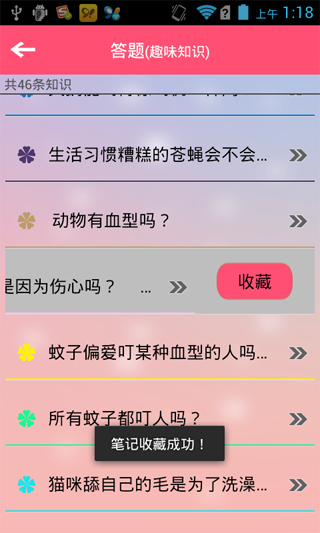 上午 1:18
答题(趣味知识)
共46条知识
生活习惯糟糕的苍蝇会不会...
动物有血型吗？
是因为伤心吗？ ...
收藏
蚊子偏爱叮某种血型的人吗...
所有蚊子都叮人吗？
笔记收藏成功！
猫咪舔自己的毛是为了洗澡...